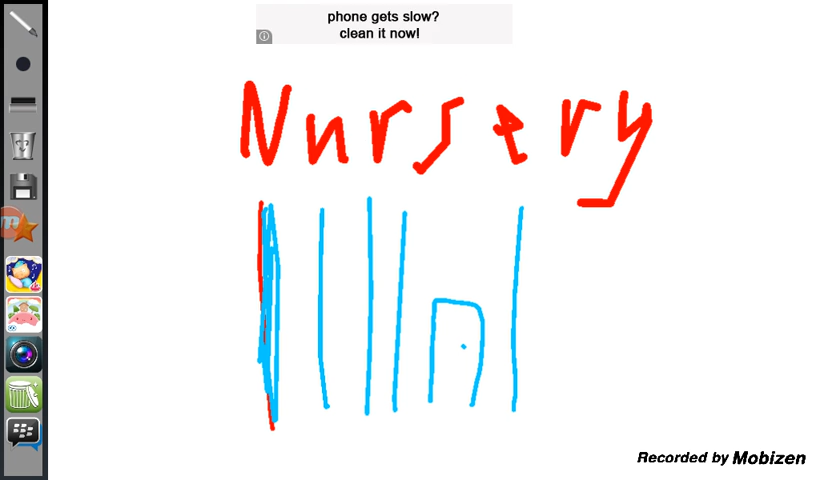 phone gets slow?
clean it now!
Nursery
Recorded by Mobizen